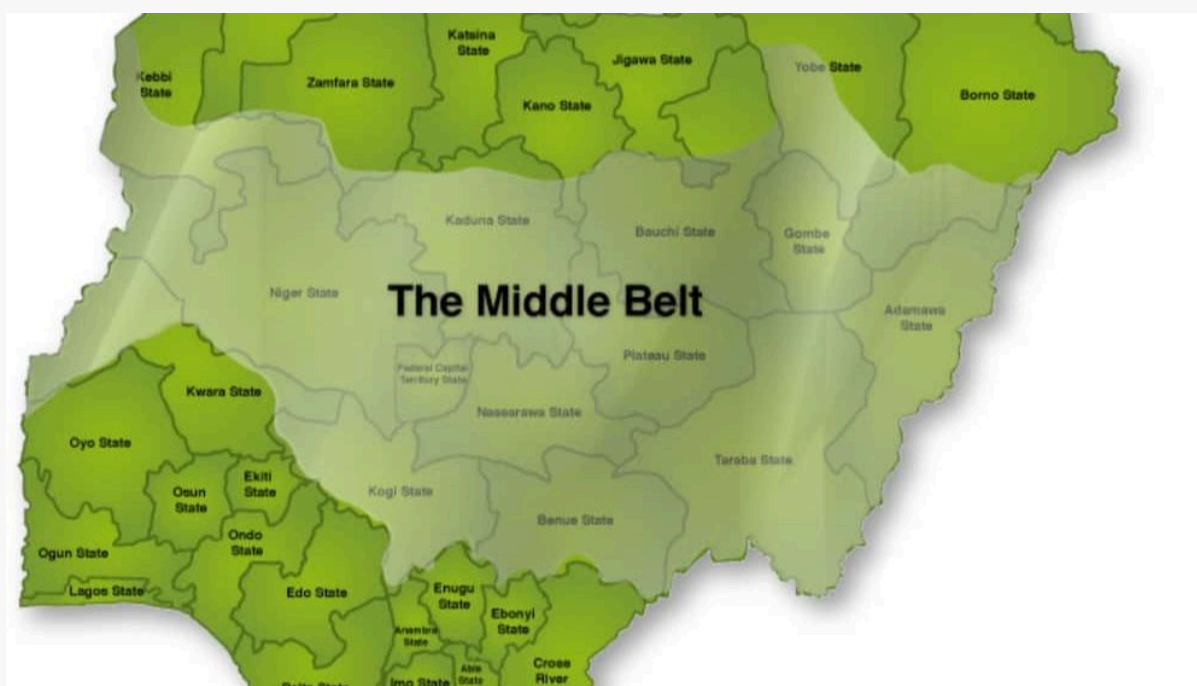 Katsina
State
Kebbi
State
Zamfara State
Jigawa State
Kano State
Yobe State
Borno State
Kaduna State
Bauchi State
Gombe
State
Niger State
The Middle Belt
Adamawa
State
Plateau State
Federal Capital
Territory State
Kwara State
Nassarawa State
Oyo State
Taraba State
Osun
State
Ekiti
State
Kogi State
Benue State
Ogun State
Ondo
State
Lagos State
Edo State
Enugu
State
Ebonyi
State
Anambra
State
Cross
River
Abia
State
Imo State
Delta State